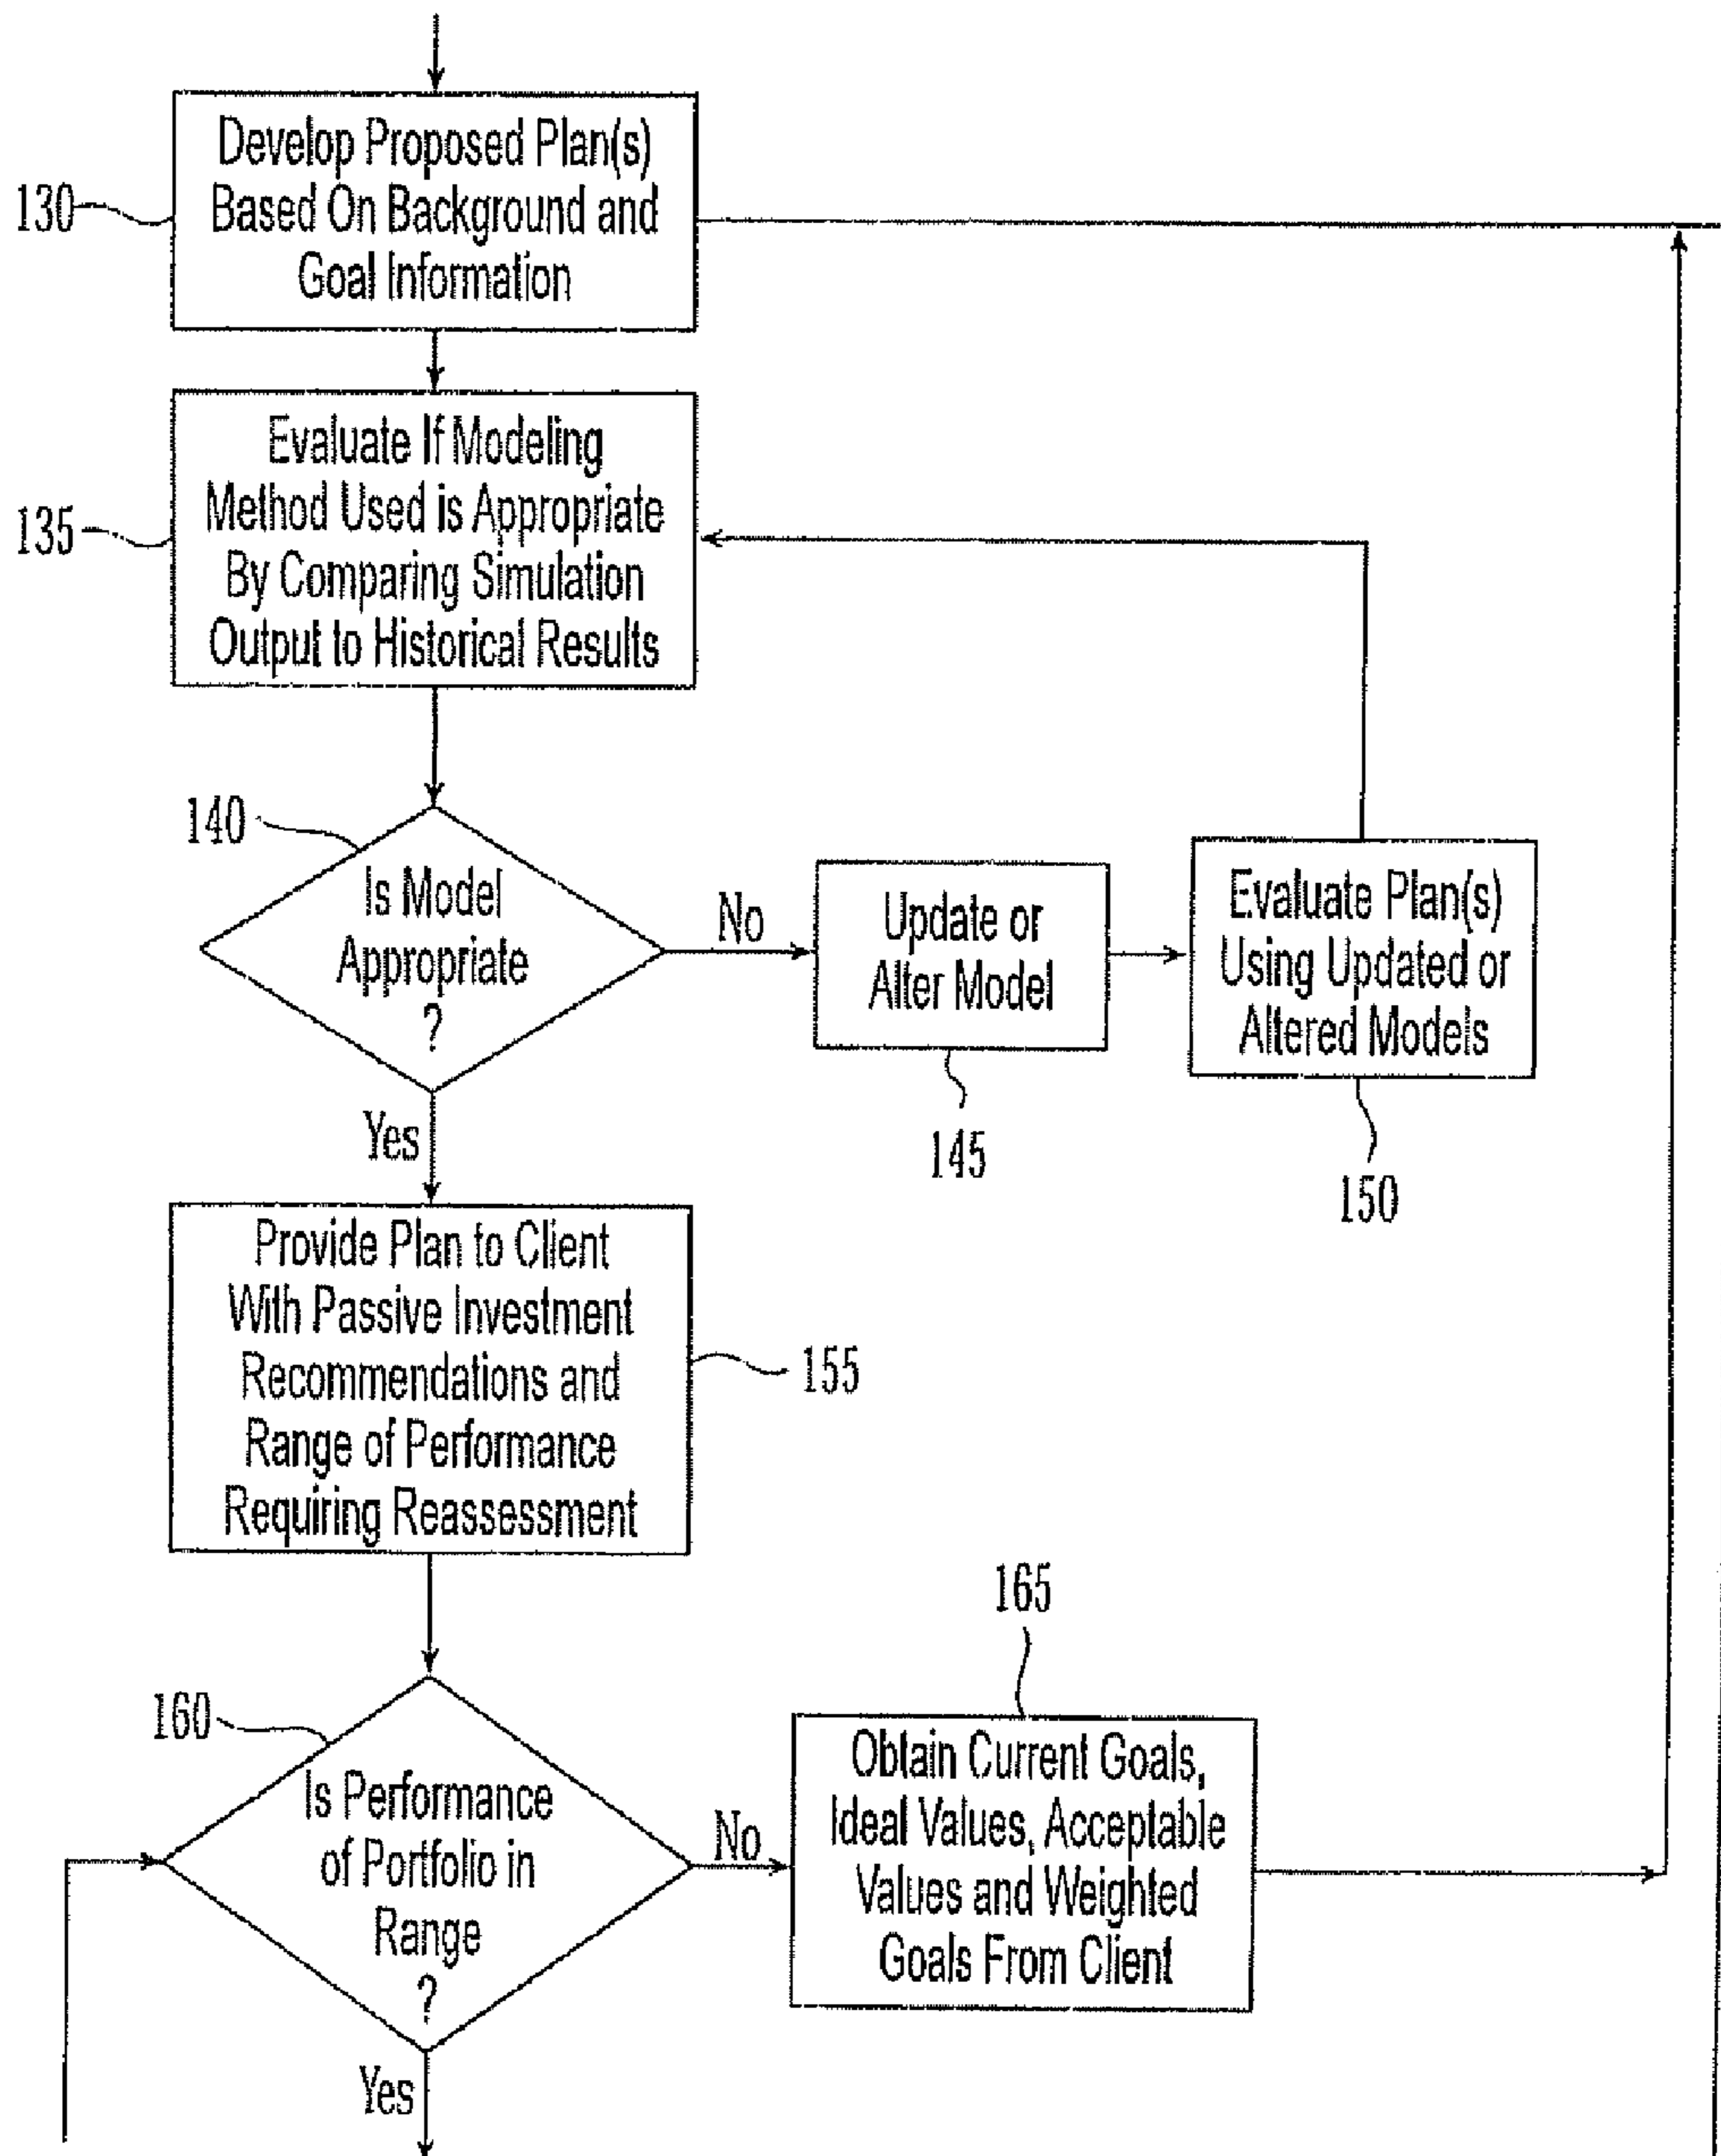 Develop Proposed Plan(s)
Based On Background and
Goal Information
130
Evaluate If Modeling
Method Used is Appropriate
By Comparing Simulation
Output to Historical Results
135
140
Is Model
Appropriate
?
No
Update or
Alter Model
145
Evaluate Plan(s)
Using Updated or
Altered Models
150
Yes
Provide Plan to Client
With Passive Investment
Recommendations and
Range of Performance
Requiring Reassessment
155
160
Is Performance
of Portfolio in
Range
?
No
165
Obtain Current Goals,
Ideal Values, Acceptable
Values and Weighted
Goals From Client
Yes